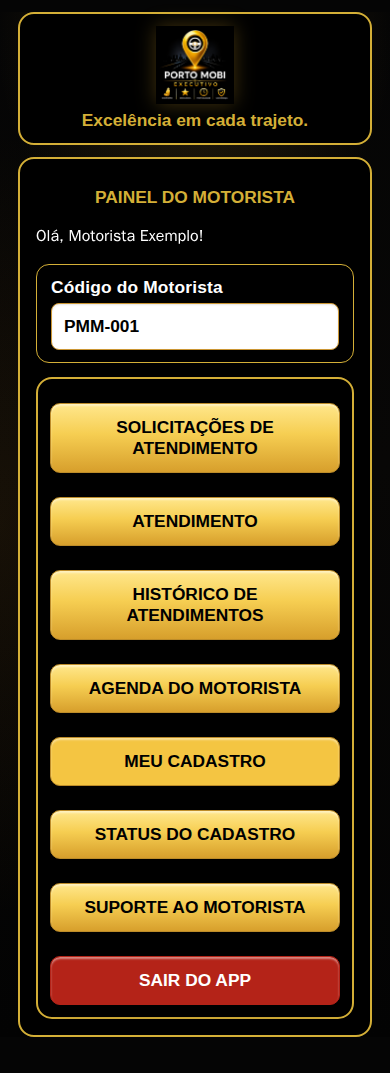 PORTO MOBI
EXECUTIVO
Excelência em cada trajeto.
PAINEL DO MOTORISTA
Olá, Motorista Exemplo!
Código do Motorista
PMM-001
SOLICITAÇÕES DE
ATENDIMENTO
ATENDIMENTO
HISTÓRICO DE
ATENDIMENTOS
AGENDA DO MOTORISTA
MEU CADASTRO
STATUS DO CADASTRO
SUPORTE AO MOTORISTA
SAIR DO APP